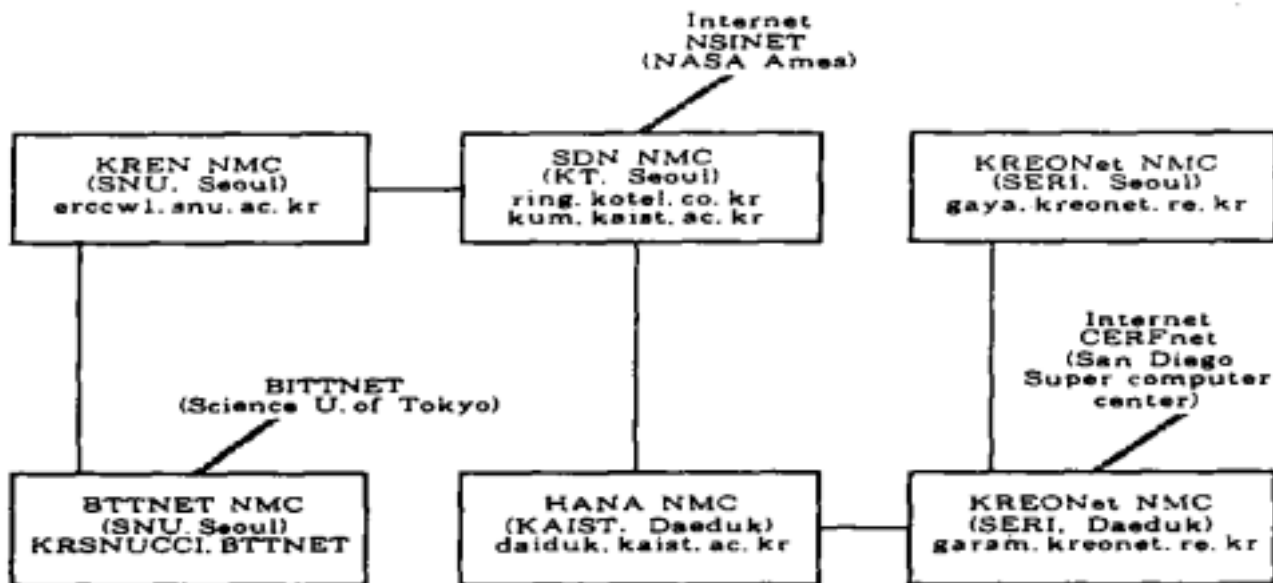 Internet
NSINET
(NASA Ames)
KREN NMC
(SNU, Seoul)
erccw1.snu.ac.kr
SDN NMC
(KT, Seoul)
ring.kotel.co.kr
kum.kaist.ac.kr
KREONet NMC
(SERI, Seoul)
gaya.kreonet.re.kr
Internet
CERFnet
(San Diego
Super computer
center)
BITTNET
(Science U. of Tokyo)
BTTNET NMC
(SNU. Seoul)
KRSNUCCI.BTTNET
HANA NMC
(KAIST, Daeduk)
daiduk.kaist.ac.kr
KREONet NMC
(SERI, Daeduk)
garam.kreonet.re.kr